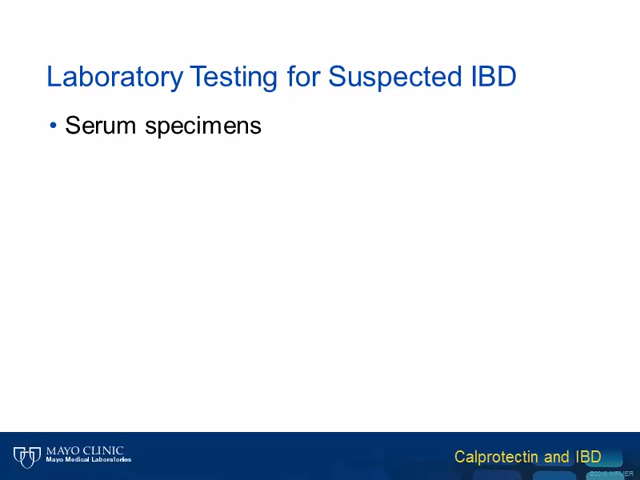 Laboratory Testing for Suspected IBD
• Serum specimens
MAYO CLINIC
Mayo Medical Laboratories
Calprotectin and IBD